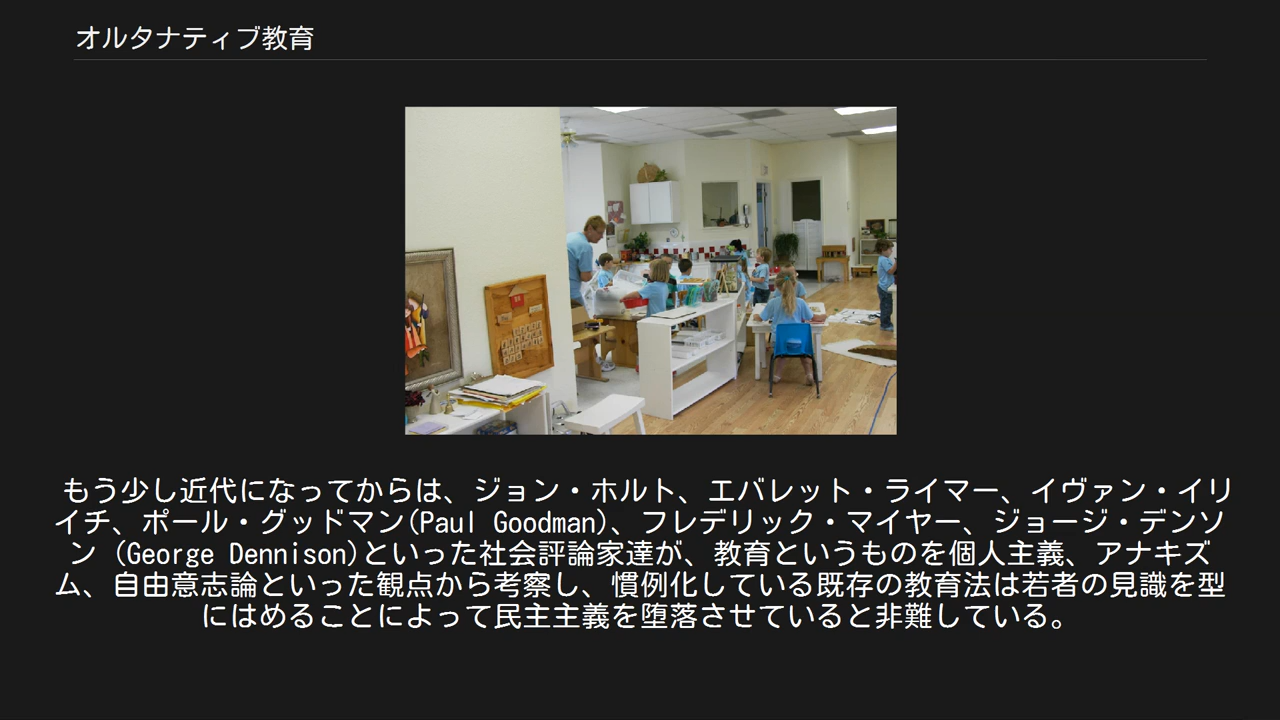 オルタナティブ教育
もう少し近代になってからは、ジョン・ホルト、エバレット・ライマー、イヴァン・イリ
イチ、ポール・グッドマン(Paul Goodman)、フレデリック・マイヤー、ジョージ・デンソ
ン (George Dennison)といった社会評論家達が、教育というものを個人主義、アナキズ
ム、自由意志論といった観点から考察し、慣例化している既存の教育法は若者の見識を型
にはめることによって民主主義を堕落させていると非難している。